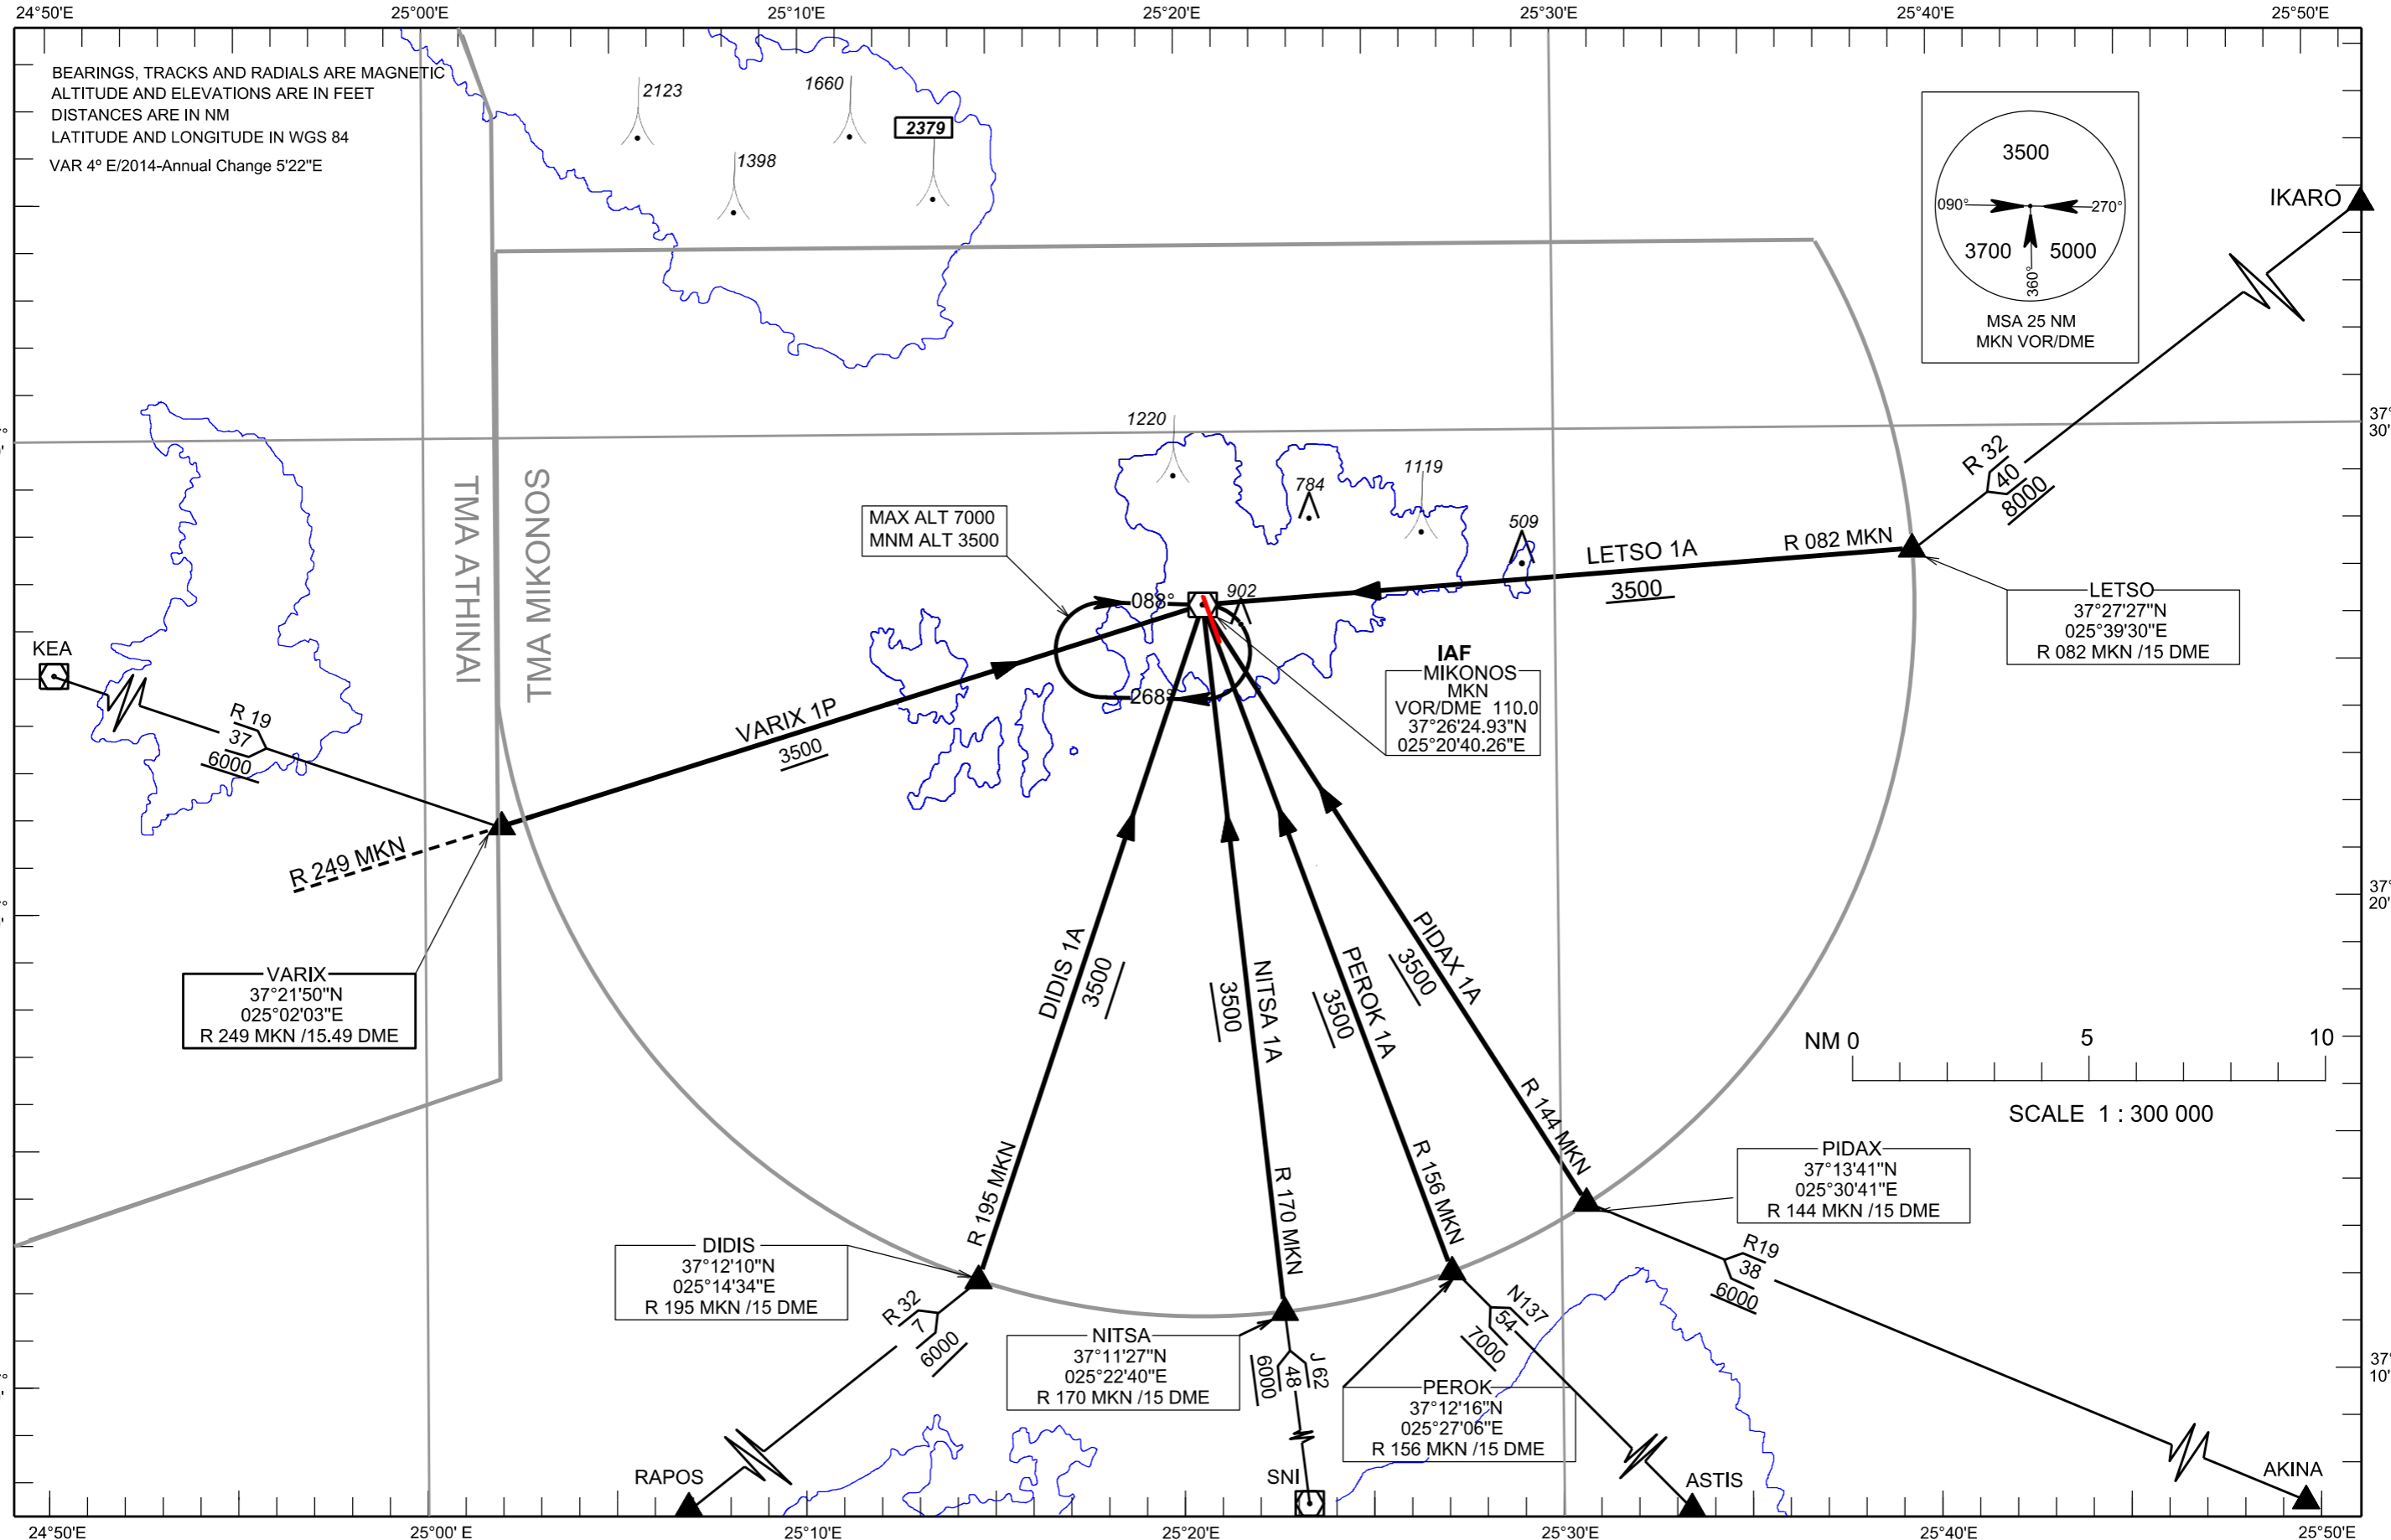 24°50'E 25°00'E 25°10'E 25°20'E 25°30'E 25°40'E 25°50'E
BEARINGS, TRACKS AND RADIALS ARE MAGNETIC
ALTITUDE AND ELEVATIONS ARE IN FEET
DISTANCES ARE IN NM
LATITUDE AND LONGITUDE IN WGS 84
VAR 4° E/2014-Annual Change 5'22"E
2123
1660
2379
1398
3500
090°
270°
3700
5000
360°
MSA 25 NM
MKN VOR/DME
IKARO
37°
30'
R 32
40
8000
TMA ATHINAI
TMA MIKONOS
1220
784
1119
509
902
MAX ALT 7000
MNM ALT 3500
088°
268°
LETSO 1A
R 082 MKN
3500
LETSO
37°27'27"N
025°39'30"E
R 082 MKN /15 DME
IAF
MIKONOS
MKN
VOR/DME 110.0
37°26'24.93"N
025°20'40.26"E
KEA
R 19
37
6000
VARIX 1P
3500
R 249 MKN
VARIX
37°21'50"N
025°02'03"E
R 249 MKN /15.49 DME
37°
20'
DIDIS 1A
3500
R 195 MKN
NITSA 1A
3500
R 170 MKN
PEROK 1A
3500
R 156 MKN
PIDAX 1A
3500
R 144 MKN
NM 0 5 10
SCALE 1 : 300 000
PIDAX
37°13'41"N
025°30'41"E
R 144 MKN /15 DME
R19
38
6000
DIDIS
37°12'10"N
025°14'34"E
R 195 MKN /15 DME
R 32
7
6000
NITSA
37°11'27"N
025°22'40"E
R 170 MKN /15 DME
J 62
48
6000
N137
54
7000
PEROK
37°12'16"N
025°27'06"E
R 156 MKN /15 DME
37°
10'
RAPOS
SNI
ASTIS
AKINA
24°50'E 25°00' E 25°10'E 25°20'E 25°30'E 25°40'E 25°50'E